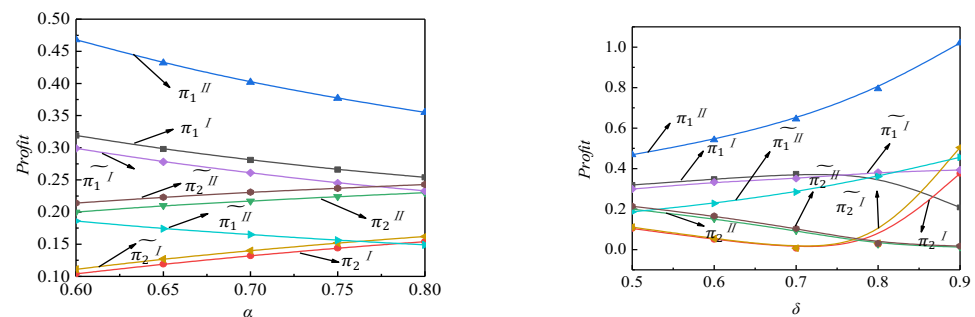 0.50
0.45
0.40
0.35
0.30
0.25
0.20
0.15
0.10
Profit
0.60 0.65 0.70 0.75 0.80
α
π₁ᴵᴵ
π₁ᴵ
π̃₁ᴵ
π̃₂ᴵᴵ
π̃₁ᴵᴵ
π₂ᴵᴵ
π̃₂ᴵ
π₂ᴵ
1.0
0.8
0.6
0.4
0.2
0.0
Profit
0.5 0.6 0.7 0.8 0.9
δ
π₁ᴵᴵ
π₁ᴵ
π̃₁ᴵᴵ
π̃₁ᴵ
π̃₂ᴵᴵ
π̃₂ᴵ
π₂ᴵᴵ
π₂ᴵ